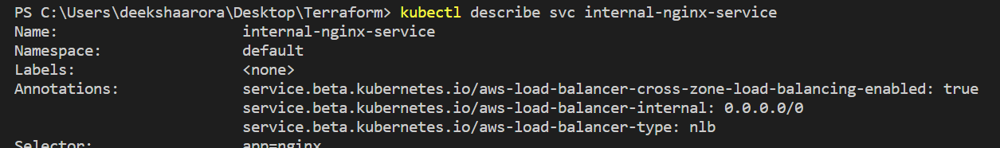 PS C:\Users\deekshaarora\Desktop\Terraform> kubectl describe svc internal-nginx-service
Name: internal-nginx-service
Namespace: default
Labels: <none>
Annotations: service.beta.kubernetes.io/aws-load-balancer-cross-zone-load-balancing-enabled: true
service.beta.kubernetes.io/aws-load-balancer-internal: 0.0.0.0/0
service.beta.kubernetes.io/aws-load-balancer-type: nlb
Selector: app=nginx